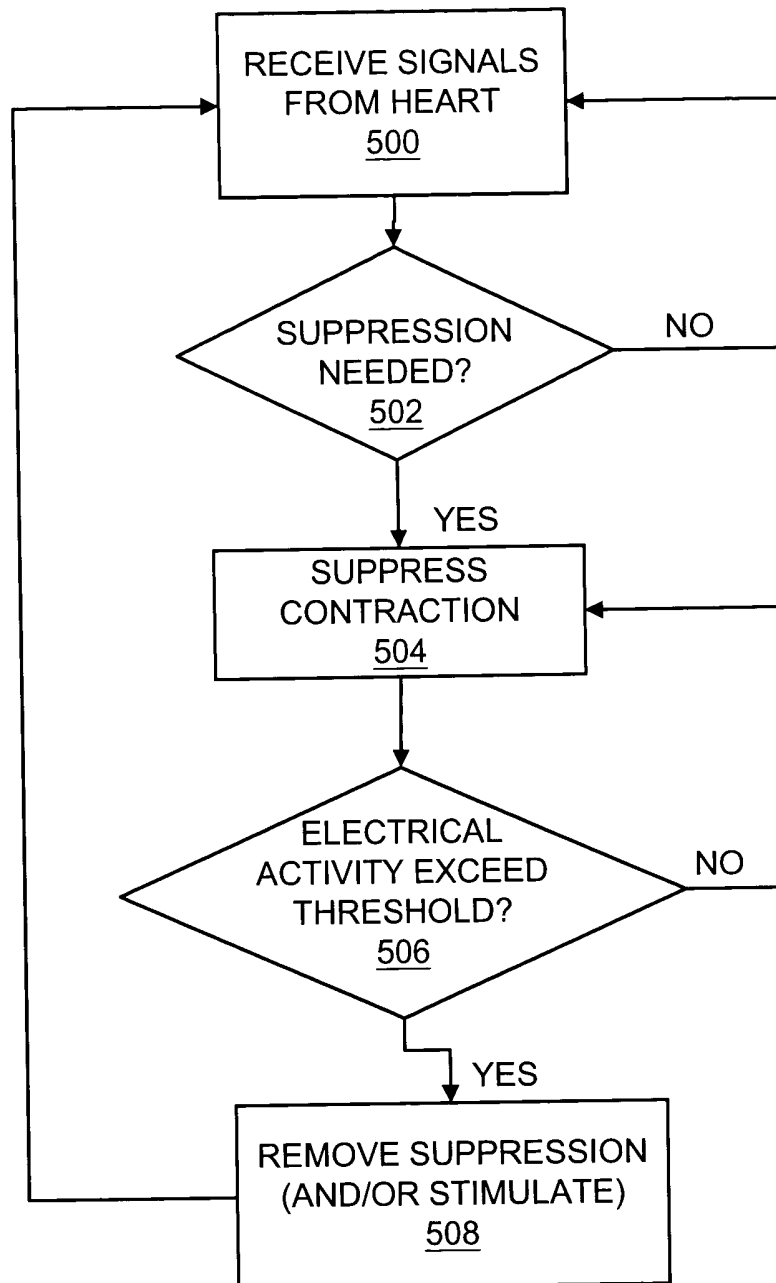 RECEIVE SIGNALS
FROM HEART
500
SUPPRESSION
NEEDED?
502
NO
YES
SUPPRESS
CONTRACTION
504
ELECTRICAL
ACTIVITY EXCEED
THRESHOLD?
506
NO
YES
REMOVE SUPPRESSION
(AND/OR STIMULATE)
508